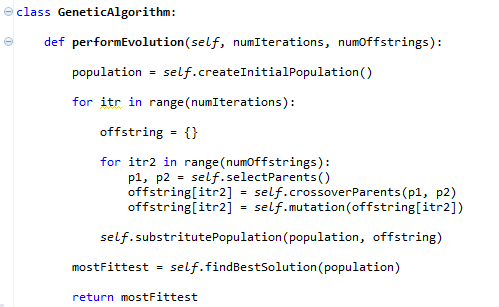 class GeneticAlgorithm:
def performEvolution(self, numIterations, numOffstrings):
population = self.createInitialPopulation()
for itr in range(numIterations):
offstring = {}
for itr2 in range(numOffstrings):
p1, p2 = self.selectParents()
offstring[itr2] = self.crossoverParents(p1, p2)
offstring[itr2] = self.mutation(offstring[itr2])
self.substritutePopulation(population, offstring)
mostFittest = self.findBestSolution(population)
return mostFittest